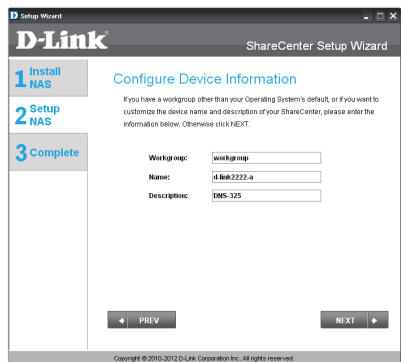 D Setup Wizard
D-Link
ShareCenter Setup Wizard
1 Install NAS
2 Setup NAS
3 Complete
Configure Device Information
If you have a workgroup other than your Operating System's default, or if you want to
customize the device name and description of your ShareCenter, please enter the
information below. Otherwise click NEXT.
Workgroup: workgroup
Name: d-link2222-a
Description: DNS-325
PREV
NEXT
Copyright © 2010-2012 D-Link Corporation Inc. All rights reserved.